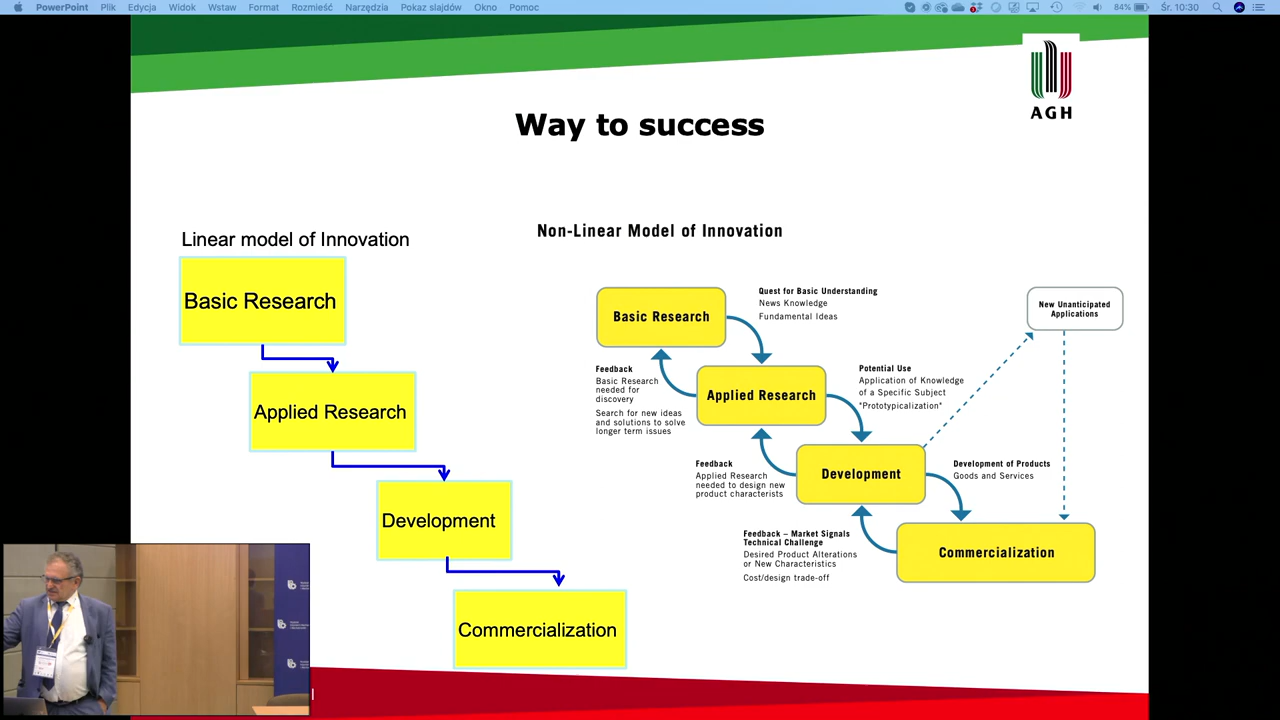 PowerPoint Plik Edycja Widok Wstaw Format Rozmieść Narzędzia Pokaz slajdów Okno Pomoc 84% Śr. 10:30
AGH
Way to success
Linear model of Innovation
Basic Research
Applied Research
Development
Commercialization
Non-Linear Model of Innovation
Basic Research
Quest for Basic Understanding
News Knowledge
Fundamental Ideas
New Unanticipated
Applications
Feedback
Basic Research
needed for
discovery
Search for new ideas
and solutions to solve
longer term issues
Applied Research
Potential Use
Application of Knowledge
of a Specific Subject
"Prototypicalization"
Feedback
Applied Research
needed to design new
product characterists
Development
Development of Products
Goods and Services
Feedback – Market Signals
Technical Challenge
Desired Product Alterations
or New Characteristics
Cost/design trade-off
Commercialization